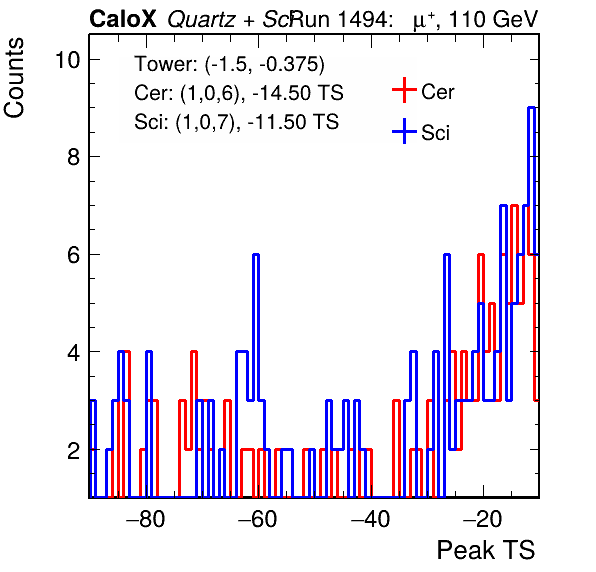 CaloX Quartz + Sci Run 1494: μ+, 110 GeV
Counts
Tower: (-1.5, -0.375)
Cer: (1,0,6), -14.50 TS
Sci: (1,0,7), -11.50 TS
Cer
Sci
10
8
6
4
2
−80 −60 −40 −20
Peak TS